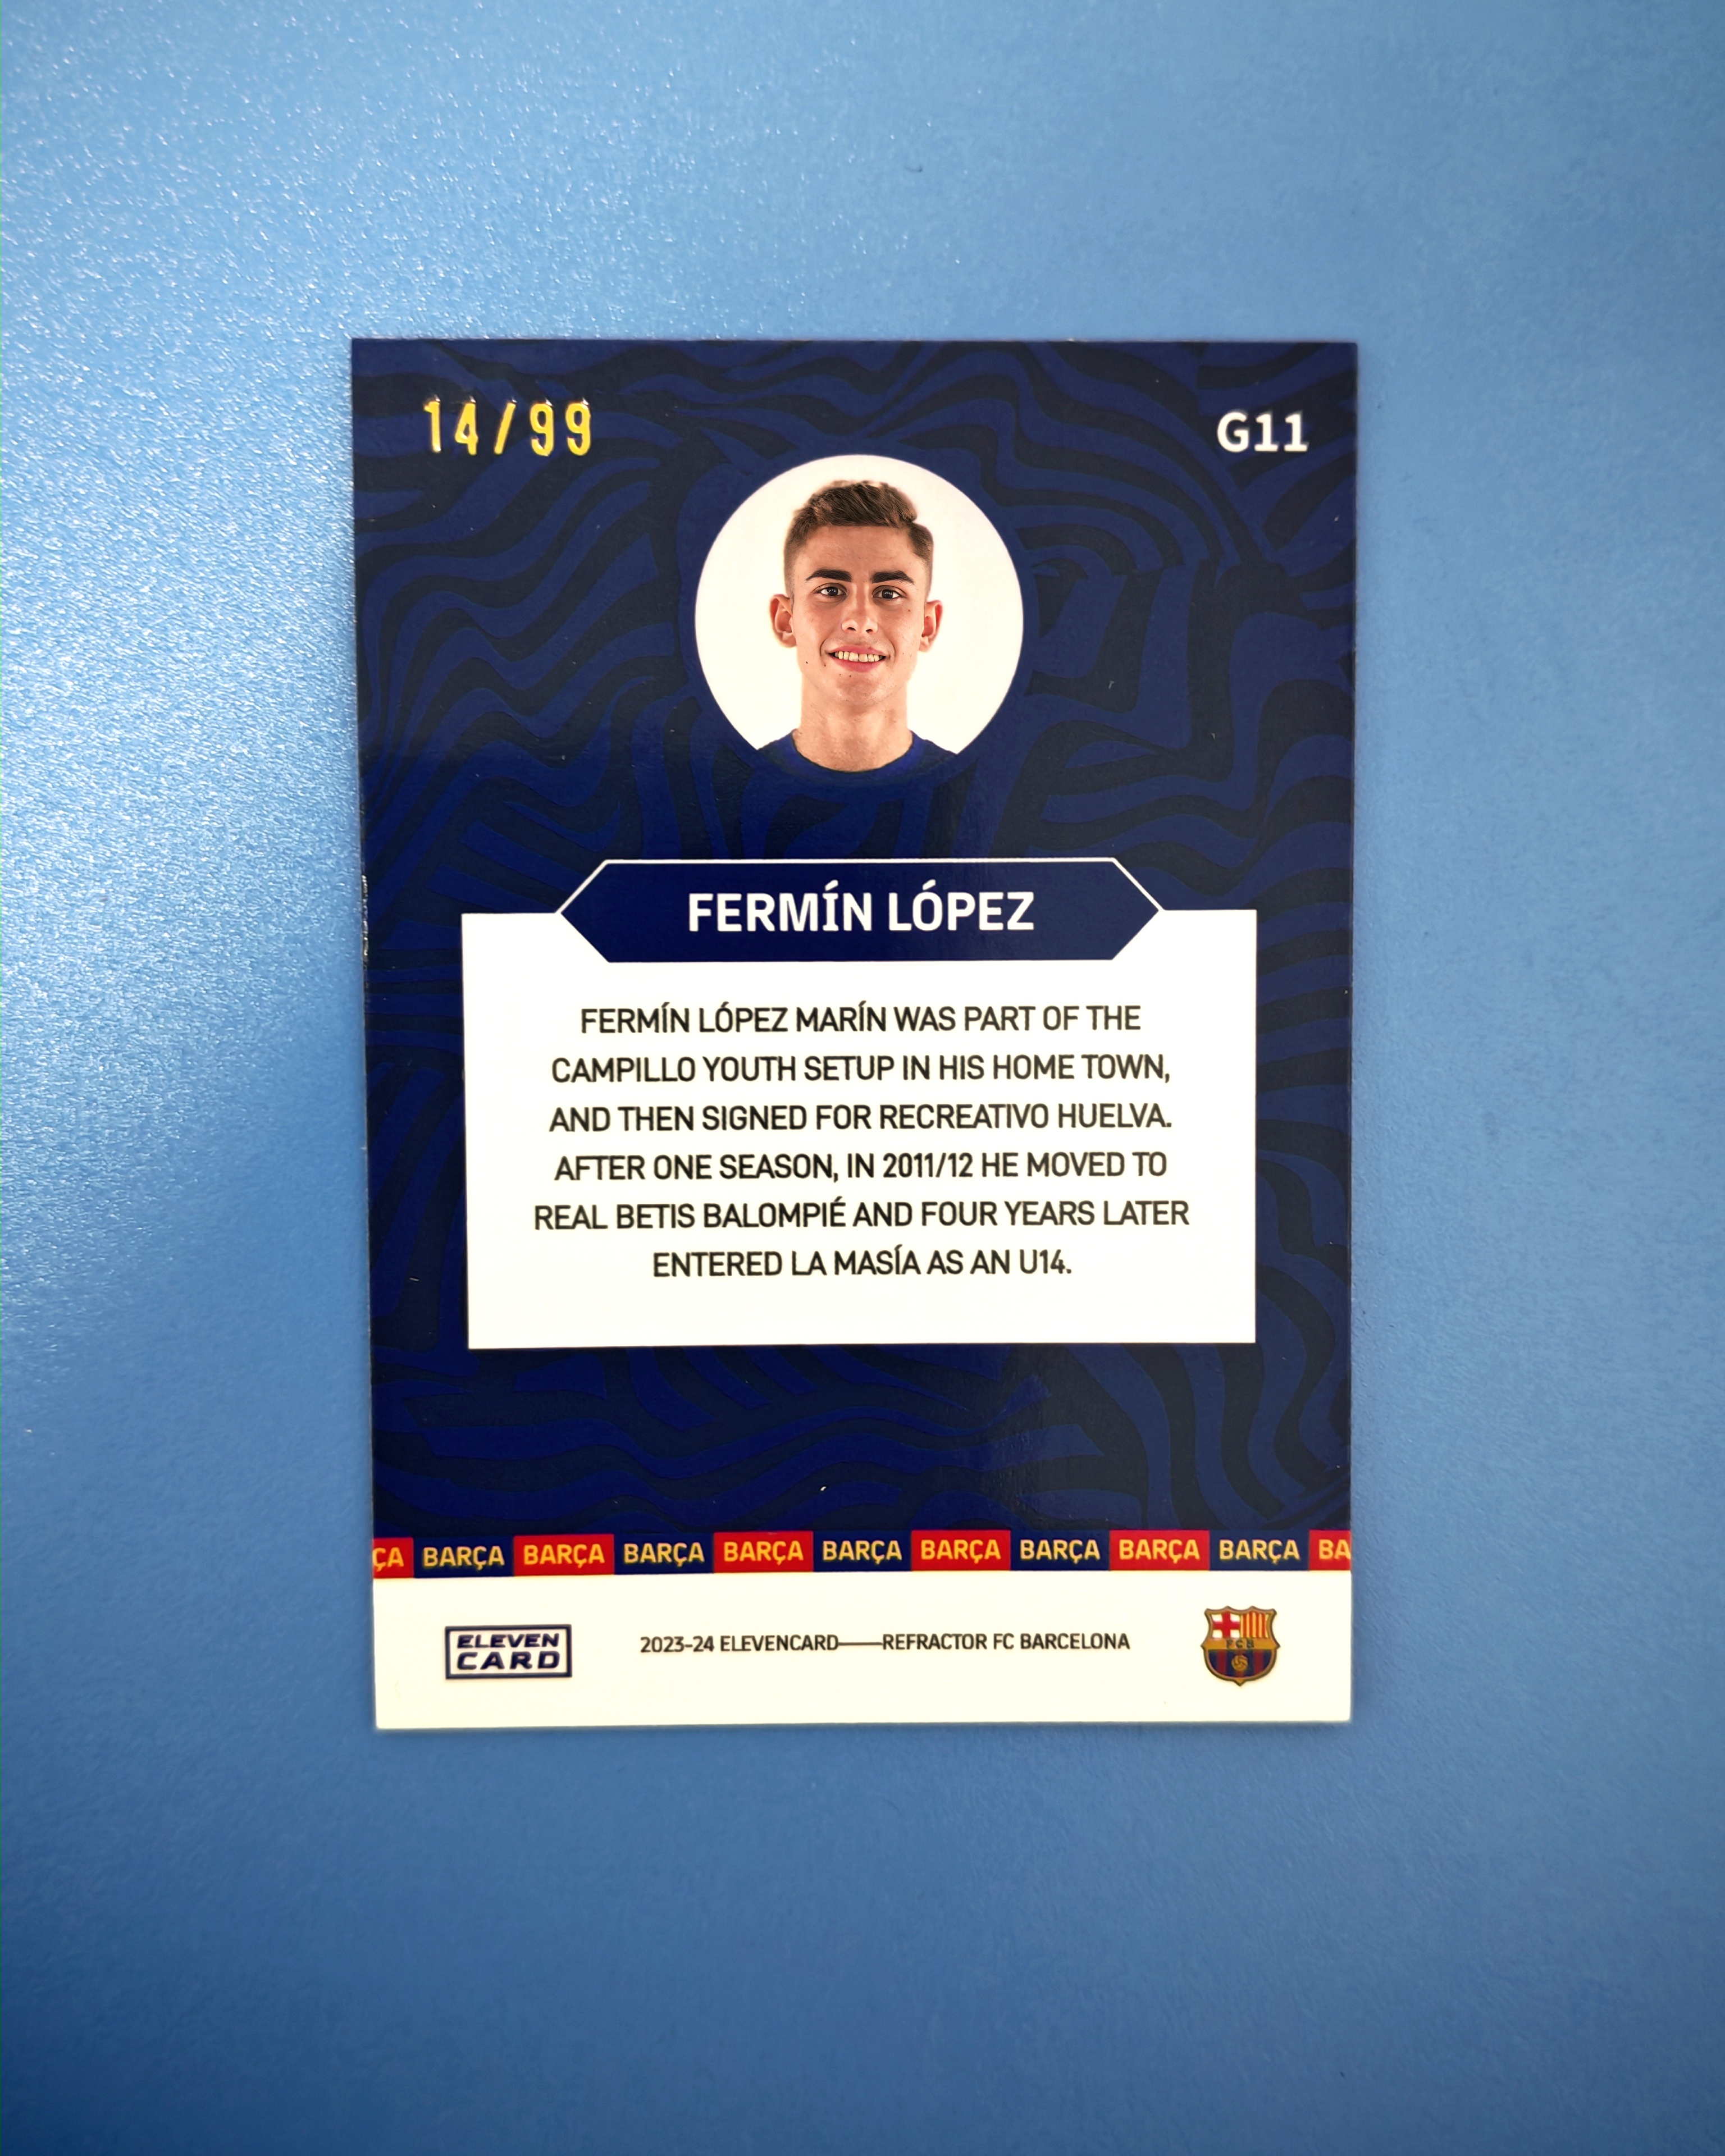 14/99
G11
FERMÍN LÓPEZ
FERMÍN LÓPEZ MARÍN WAS PART OF THE
CAMPILLO YOUTH SETUP IN HIS HOME TOWN,
AND THEN SIGNED FOR RECREATIVO HUELVA.
AFTER ONE SEASON, IN 2011/12 HE MOVED TO
REAL BETIS BALOMPIÉ AND FOUR YEARS LATER
ENTERED LA MASÍA AS AN U14.
ÇA BARÇA BARÇA BARÇA BARÇA BARÇA BARÇA BARÇA BARÇA BARÇA BA
ELEVEN
CARD
2023-24 ELEVENCARD——REFRACTOR FC BARCELONA
FCB